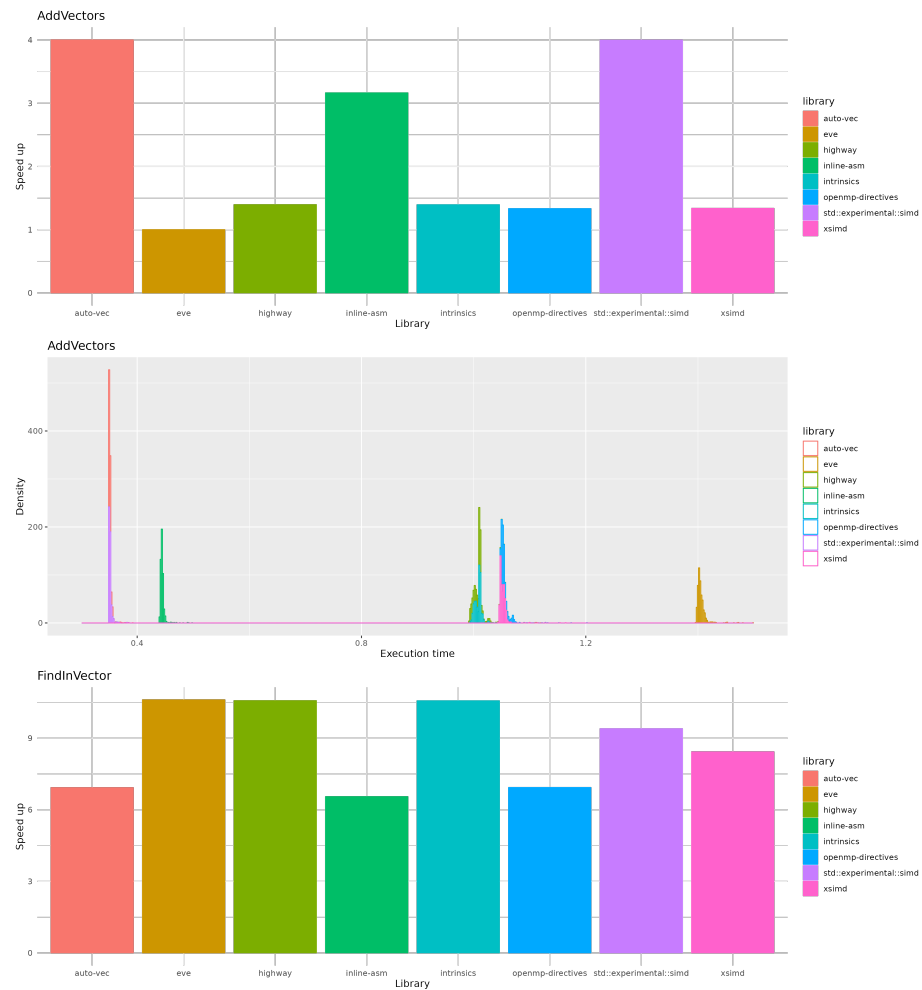 AddVectors
Speed up
4
3
2
1
0
auto-vec eve highway inline-asm intrinsics openmp-directives std::experimental::simd xsimd
Library
library
auto-vec
eve
highway
inline-asm
intrinsics
openmp-directives
std::experimental::simd
xsimd
AddVectors
Density
400
200
0
0.4 0.8 1.2
Execution time
library
auto-vec
eve
highway
inline-asm
intrinsics
openmp-directives
std::experimental::simd
xsimd
FindInVector
Speed up
9
6
3
0
auto-vec eve highway inline-asm intrinsics openmp-directives std::experimental::simd xsimd
Library
library
auto-vec
eve
highway
inline-asm
intrinsics
openmp-directives
std::experimental::simd
xsimd